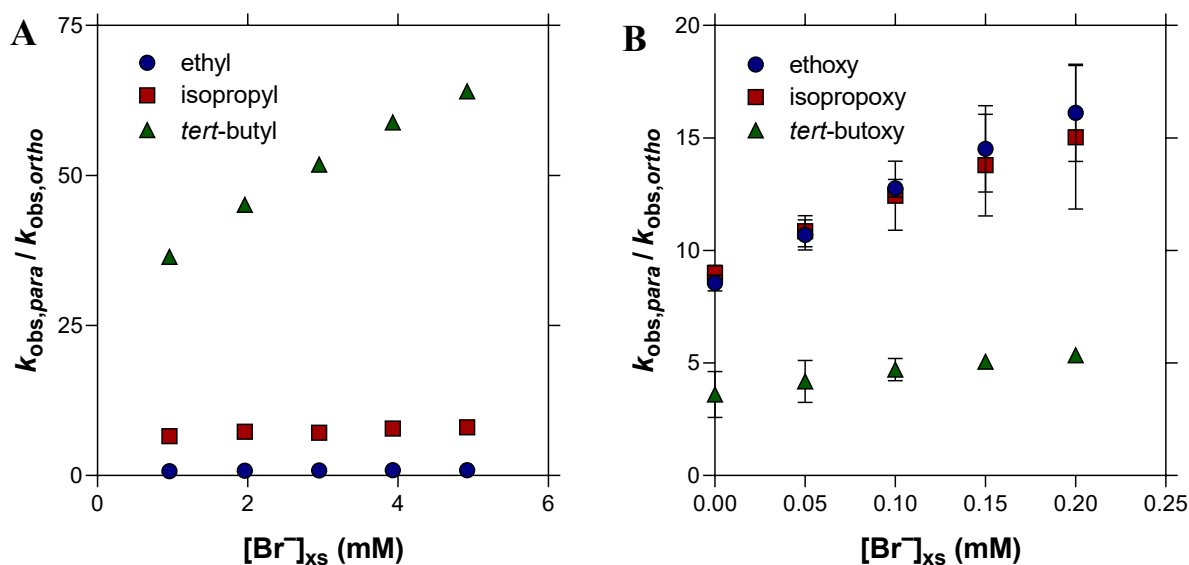 A
75
50
25
0
ethyl
isopropyl
tert-butyl
0
2
4
6
kobs,para / kobs,ortho
[Br⁻]xs (mM)
B
20
15
10
5
0
ethoxy
isopropoxy
tert-butoxy
0.00
0.05
0.10
0.15
0.20
0.25
kobs,para / kobs,ortho
[Br⁻]xs (mM)